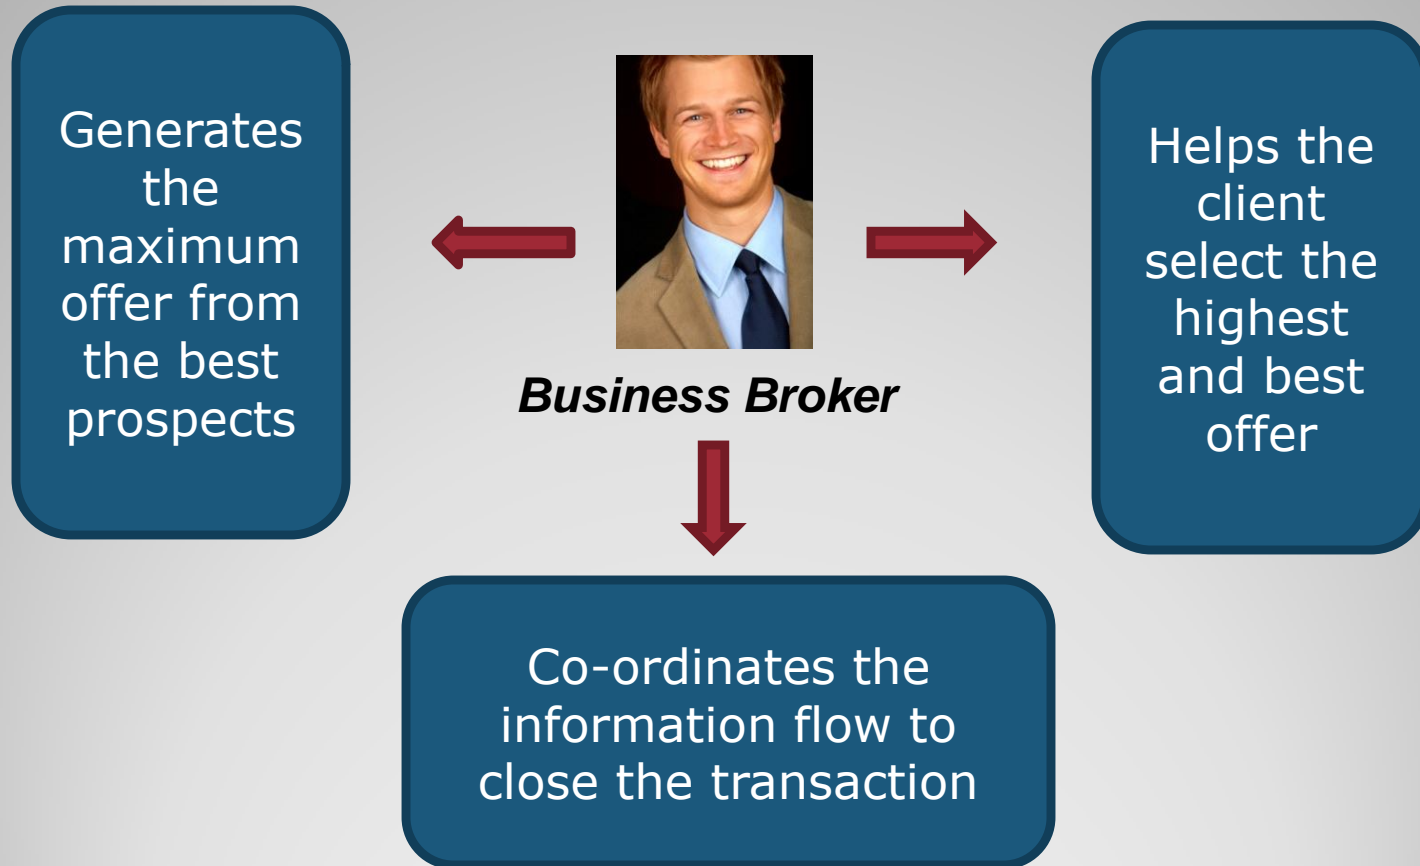 Generates
the
maximum
offer from
the best
prospects
Business Broker
Helps the
client
select the
highest
and best
offer
Co-ordinates the
information flow to
close the transaction